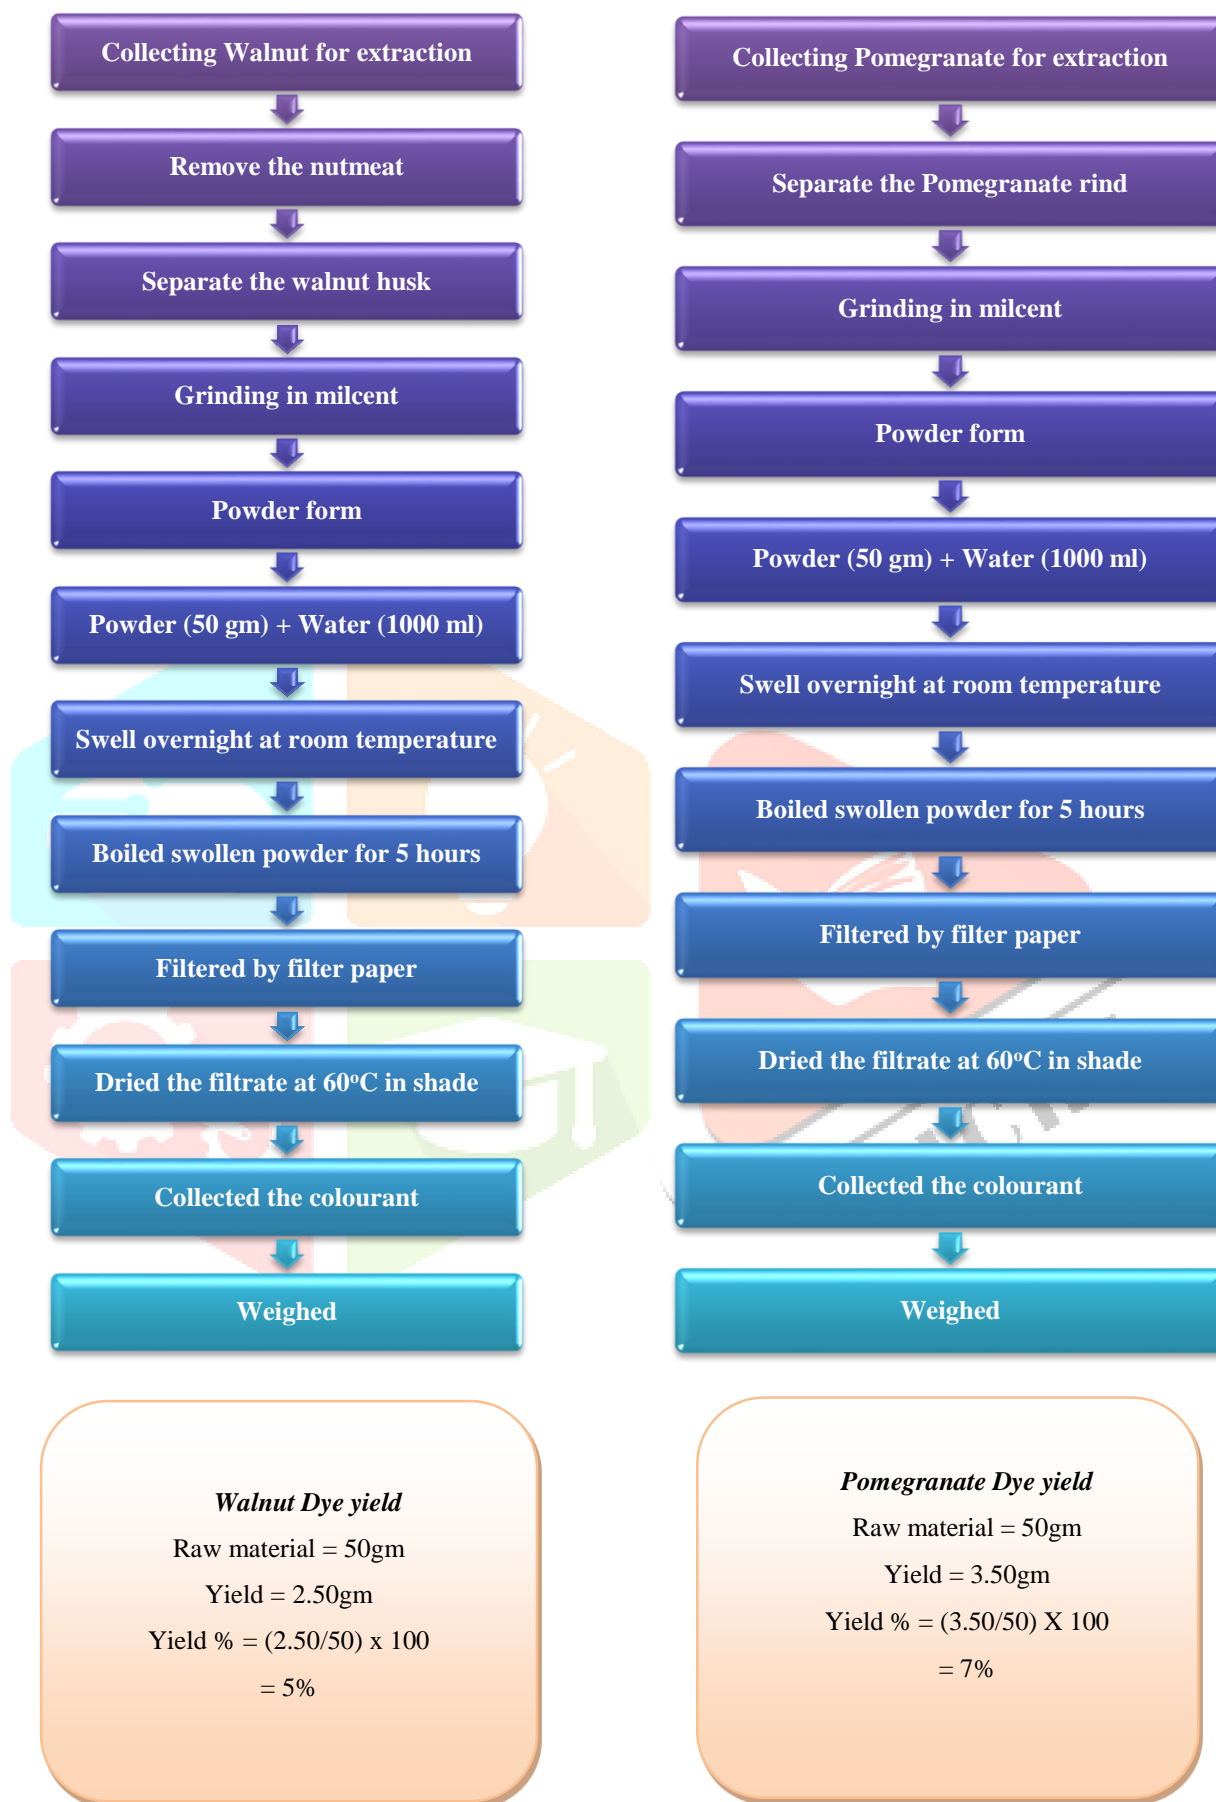 Collecting Walnut for extraction
Remove the nutmeat
Separate the walnut husk
Grinding in milcent
Powder form
Powder (50 gm) + Water (1000 ml)
Swell overnight at room temperature
Boiled swollen powder for 5 hours
Filtered by filter paper
Dried the filtrate at 60°C in shade
Collected the colourant
Weighed
Walnut Dye yield
Raw material = 50gm
Yield = 2.50gm
Yield % = (2.50/50) x 100
= 5%
Collecting Pomegranate for extraction
Separate the Pomegranate rind
Grinding in milcent
Powder form
Powder (50 gm) + Water (1000 ml)
Swell overnight at room temperature
Boiled swollen powder for 5 hours
Filtered by filter paper
Dried the filtrate at 60°C in shade
Collected the colourant
Weighed
Pomegranate Dye yield
Raw material = 50gm
Yield = 3.50gm
Yield % = (3.50/50) X 100
= 7%